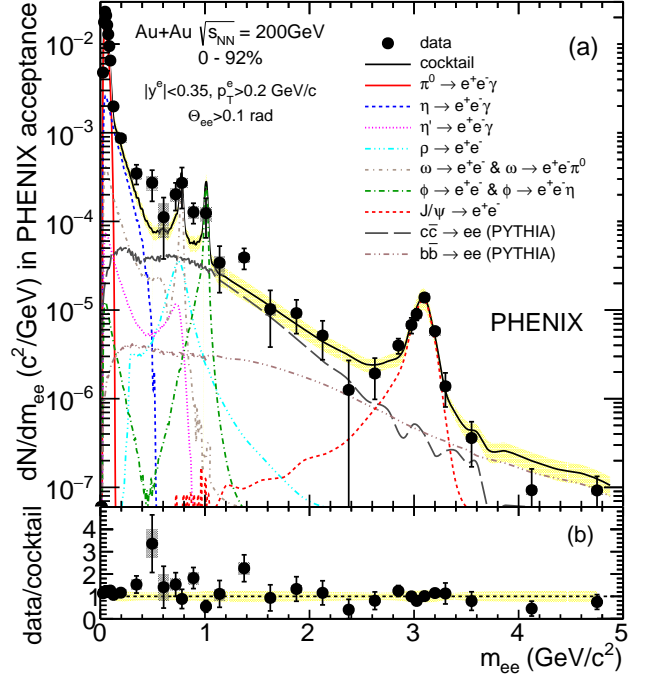 Au+Au √s_NN = 200GeV
0 - 92%
|y^e|<0.35, p_T^e>0.2 GeV/c
Θ_ee>0.1 rad
(a)
data
cocktail
π⁰ → e⁺e⁻γ
η → e⁺e⁻γ
η' → e⁺e⁻γ
ρ → e⁺e⁻
ω → e⁺e⁻ & ω → e⁺e⁻π⁰
ϕ → e⁺e⁻ & ϕ → e⁺e⁻η
J/ψ → e⁺e⁻
cc̅ → ee (PYTHIA)
bb̅ → ee (PYTHIA)
PHENIX
dN/dm_ee (c²/GeV) in PHENIX acceptance
10⁻²
10⁻³
10⁻⁴
10⁻⁵
10⁻⁶
10⁻⁷
(b)
data/cocktail
4
3
2
1
0
0 1 2 3 4 5
m_ee (GeV/c²)